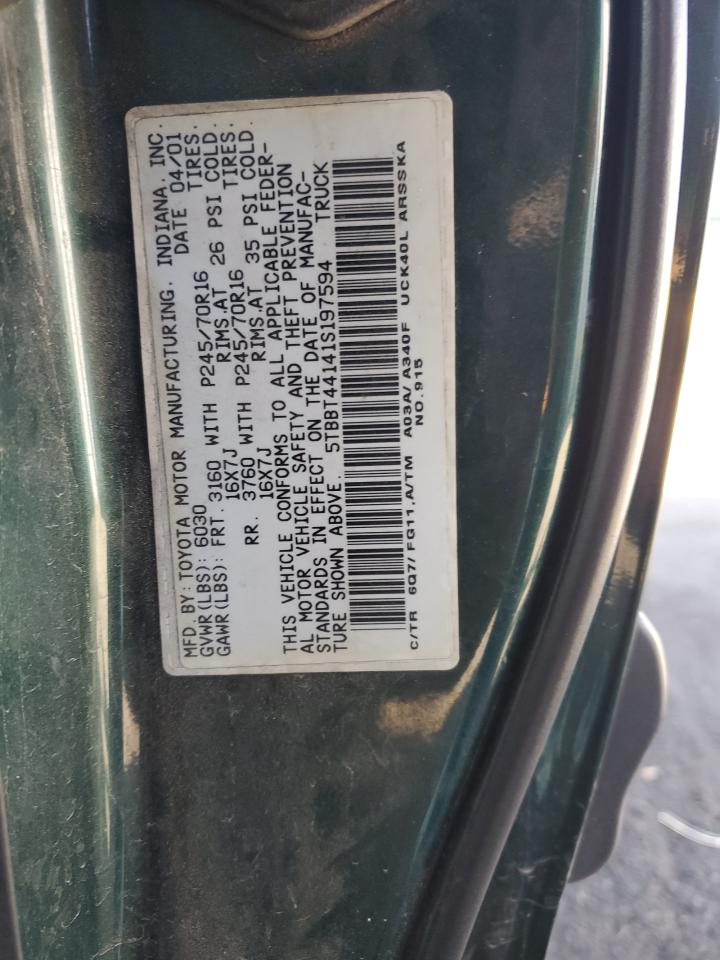 MFD. BY: TOYOTA MOTOR MANUFACTURING. INDIANA. INC.
GVWR(LBS): 6030 DATE 04/01
GAWR(LBS): FRT. 3160 WITH P245/70R16 TIRES.
16X7J RIMS.AT 26 PSI COLD.
RR. 3760 WITH P245/70R16 TIRES.
16X7J RIMS.AT 35 PSI COLD.
THIS VEHICLE CONFORMS TO ALL APPLICABLE FEDER-
AL MOTOR VEHICLE SAFETY AND THEFT PREVENTION
STANDARDS IN EFFECT ON THE DATE OF MANUFAC-
TURE SHOWN ABOVE. 5TBBT44141S197594 TRUCK
C/TR 6Q7/ FG11.A/TM A03A/ A340F UCK40L ARSSKA
NO.915